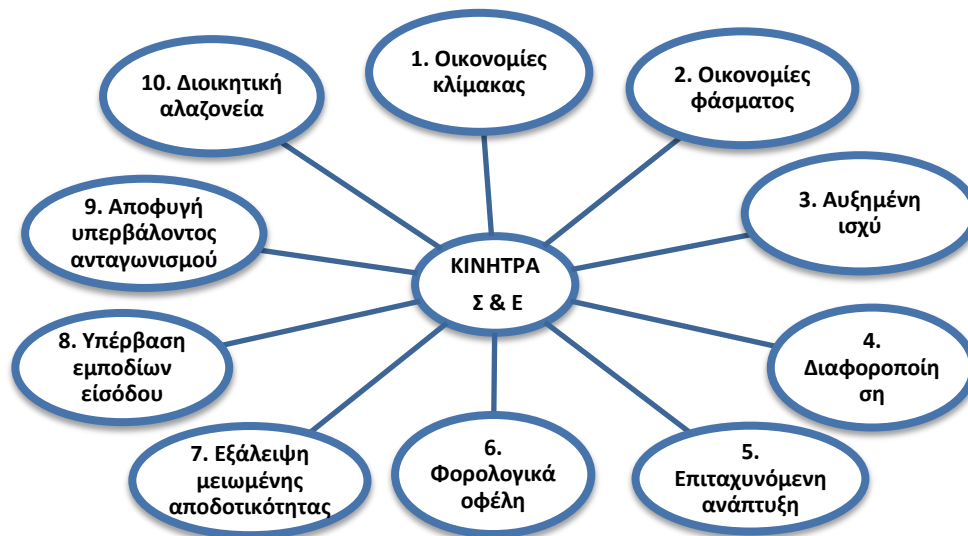 1. Οικονομίες
κλίμακας
2. Οικονομίες
φάσματος
3. Αυξημένη
ισχύ
4.
Διαφοροποίη
ση
5.
Επιταχυνόμενη
ανάπτυξη
6.
Φορολογικά
οφέλη
7. Εξάλειψη
μειωμένης
αποδοτικότητας
8. Υπέρβαση
εμποδίων
είσόδου
9. Αποφυγή
υπερβάλοντος
ανταγωνισμού
10. Διοικητική
αλαζονεία
ΚΙΝΗΤΡΑ
Σ & Ε